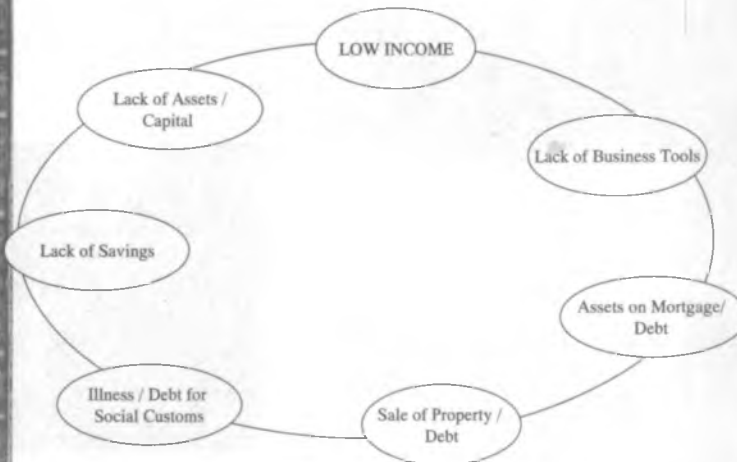 LOW INCOME
Lack of Business Tools
Assets on Mortgage/
Debt
Sale of Property /
Debt
Illness / Debt for
Social Customs
Lack of Savings
Lack of Assets /
Capital